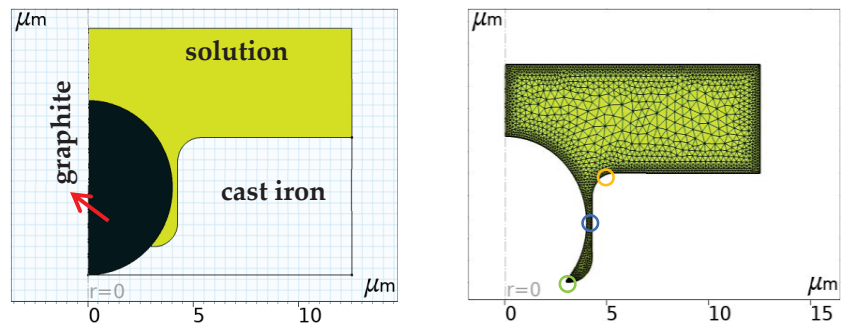 μm
solution
graphite
cast iron
μm
r=0
0 5 10
μm
μm
r=0
0 5 10 15